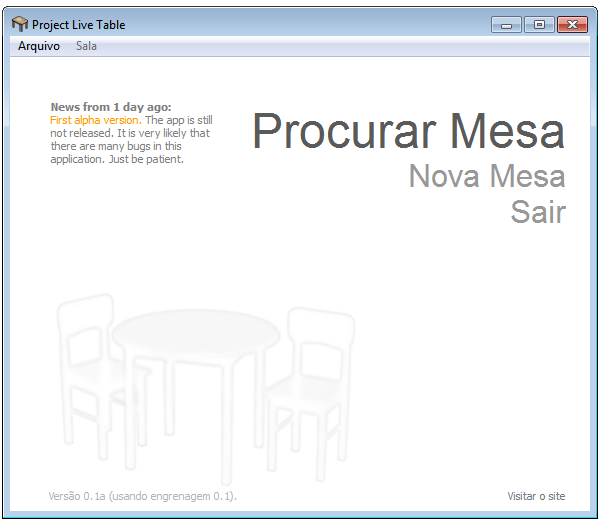 Project Live Table
Arquivo Sala
News from 1 day ago:
First alpha version. The app is still
not released. It is very likely that
there are many bugs in this
application. Just be patient.
Procurar Mesa
Nova Mesa
Sair
Versão 0.1a (usando engrenagem 0.1).
Visitar o site